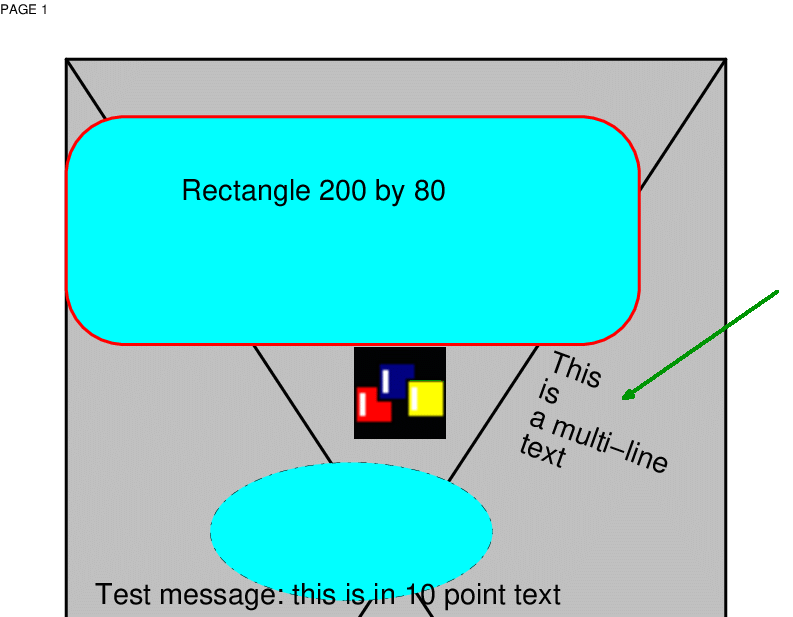 PAGE 1
Rectangle 200 by 80
This
is
a multi–line
text
Test message: this is in 10 point text